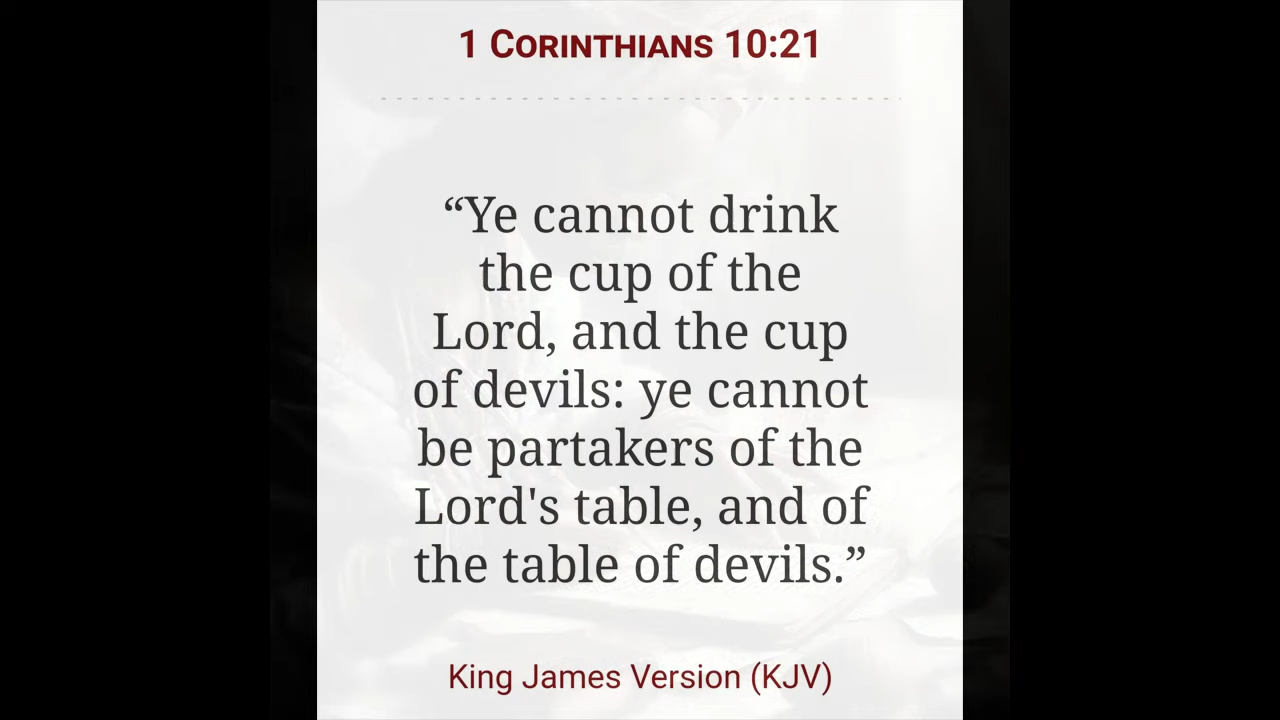 1 CORINTHIANS 10:21
“Ye cannot drink
the cup of the
Lord, and the cup
of devils: ye cannot
be partakers of the
Lord's table, and of
the table of devils.”
King James Version (KJV)